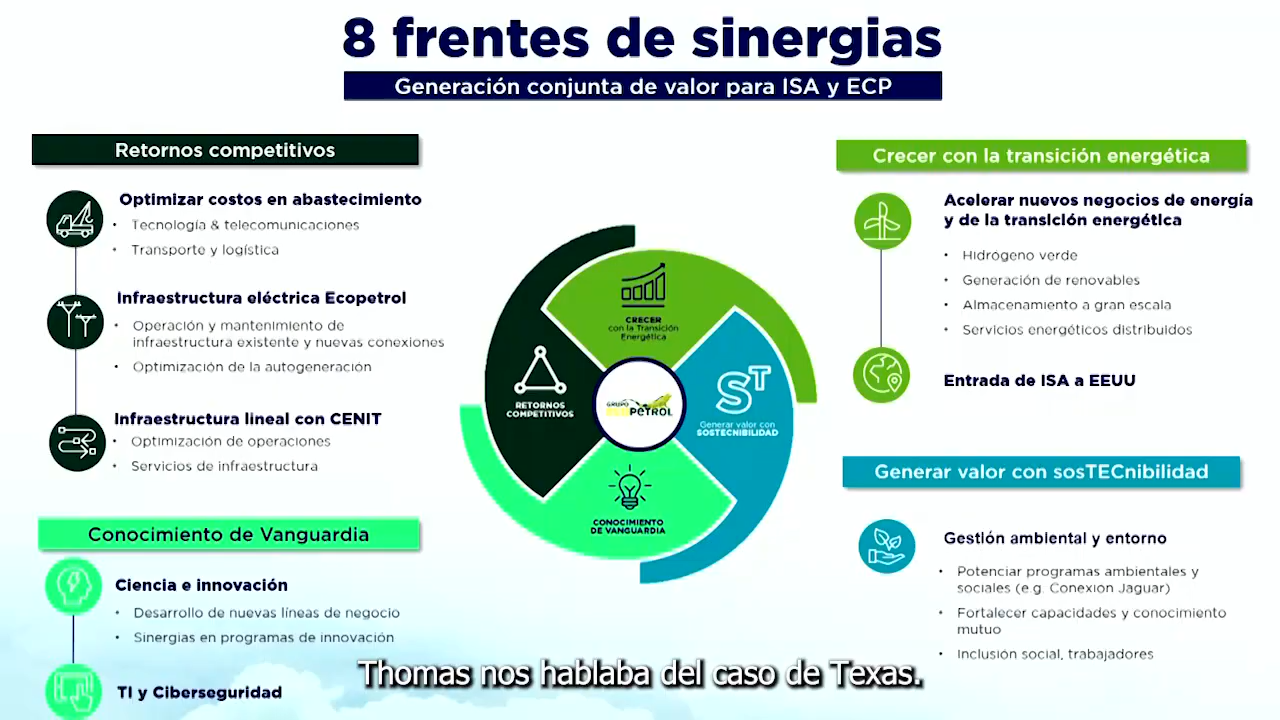 8 frentes de sinergias
Generación conjunta de valor para ISA y ECP
Retornos competitivos
Optimizar costos en abastecimiento
• Tecnología & telecomunicaciones
• Transporte y logística
Infraestructura eléctrica Ecopetrol
• Operación y mantenimiento de
infraestructura existente y nuevas conexiones
• Optimización de la autogeneración
Infraestructura lineal con CENIT
• Optimización de operaciones
• Servicios de infraestructura
Conocimiento de Vanguardia
Ciencia e innovación
• Desarrollo de nuevas líneas de negocio
• Sinergias en programas de innovación
TI y Ciberseguridad
CRECER
con la Transición
Energética
RETORNOS
COMPETITIVOS
GRUPO
ECOPETROL
ST
Generar valor con
SOSTECNIBILIDAD
CONOCIMIENTO
DE VANGUARDIA
Crecer con la transición energética
Acelerar nuevos negocios de energía
y de la transición energética
• Hidrógeno verde
• Generación de renovables
• Almacenamiento a gran escala
• Servicios energéticos distribuidos
Entrada de ISA a EEUU
Generar valor con sosTECnibilidad
Gestión ambiental y entorno
• Potenciar programas ambientales y
sociales (e.g. Conexion Jaguar)
• Fortalecer capacidades y conocimiento
mutuo
• Inclusión social, trabajadores
Thomas nos hablaba del caso de Texas.